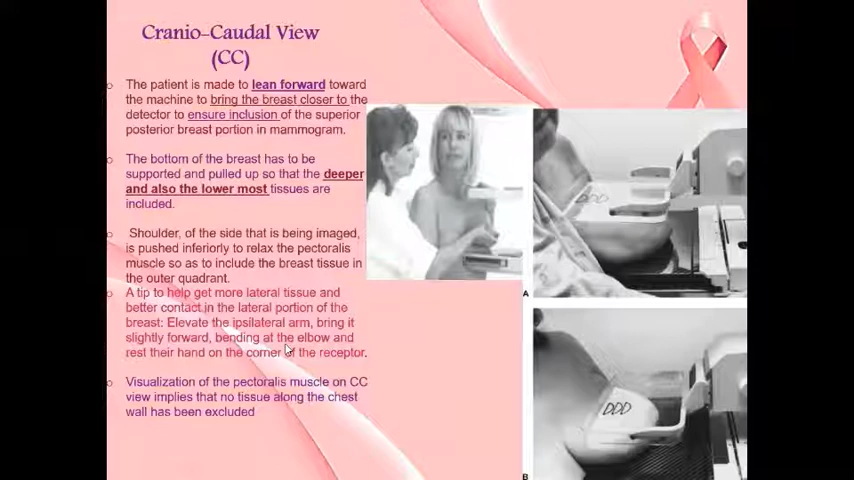 Cranio-Caudal View
(CC)
The patient is made to lean forward toward
the machine to bring the breast closer to the
detector to ensure inclusion of the superior
posterior breast portion in mammogram.
The bottom of the breast has to be
supported and pulled up so that the deeper
and also the lower most tissues are
included.
Shoulder, of the side that is being imaged,
is pushed inferiorly to relax the pectoralis
muscle so as to include the breast tissue in
the outer quadrant.
A tip to help get more lateral tissue and
better contact in the lateral portion of the
breast: Elevate the ipsilateral arm, bring it
slightly forward, bending at the elbow and
rest their hand on the corner of the receptor.
Visualization of the pectoralis muscle on CC
view implies that no tissue along the chest
wall has been excluded
DDD
A
DDD
B